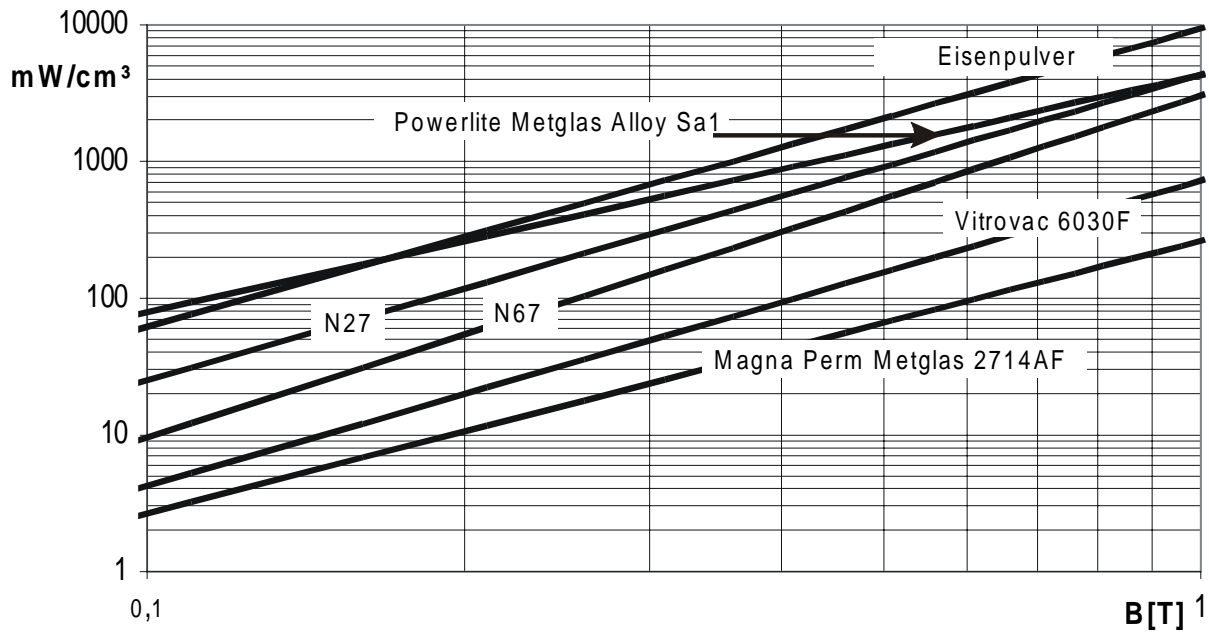 10000
mW/cm³
Eisenpulver
Powerlite Metglas Alloy Sa1
1000
Vitrovac 6030F
100
N27
N67
Magna Perm Metglas 2714AF
10
1
0,1
B[T] 1